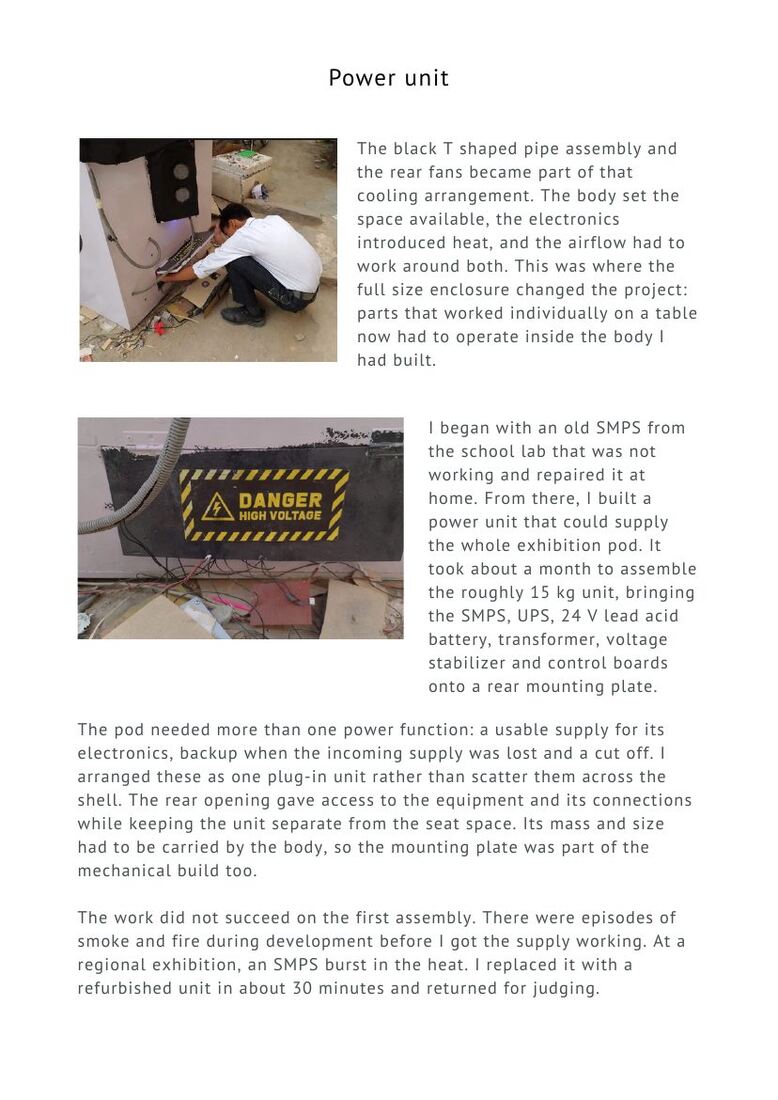 Power unit
The black T shaped pipe assembly and
the rear fans became part of that
cooling arrangement. The body set the
space available, the electronics
introduced heat, and the airflow had to
work around both. This was where the
full size enclosure changed the project:
parts that worked individually on a table
now had to operate inside the body I
had built.
DANGER
HIGH VOLTAGE
I began with an old SMPS from
the school lab that was not
working and repaired it at
home. From there, I built a
power unit that could supply
the whole exhibition pod. It
took about a month to assemble
the roughly 15 kg unit, bringing
the SMPS, UPS, 24 V lead acid
battery, transformer, voltage
stabilizer and control boards
onto a rear mounting plate.
The pod needed more than one power function: a usable supply for its
electronics, backup when the incoming supply was lost and a cut off. I
arranged these as one plug-in unit rather than scatter them across the
shell. The rear opening gave access to the equipment and its connections
while keeping the unit separate from the seat space. Its mass and size
had to be carried by the body, so the mounting plate was part of the
mechanical build too.
The work did not succeed on the first assembly. There were episodes of
smoke and fire during development before I got the supply working. At a
regional exhibition, an SMPS burst in the heat. I replaced it with a
refurbished unit in about 30 minutes and returned for judging.